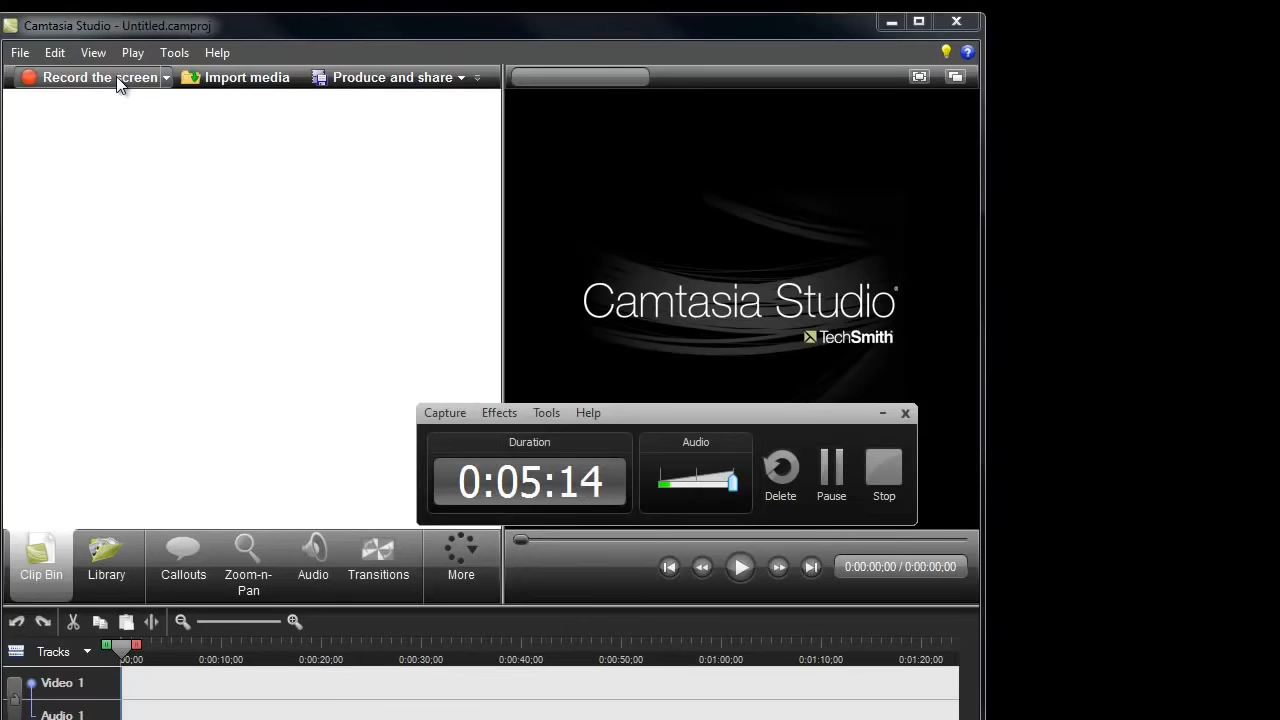 Camtasia Studio - Untitled.camproj
File Edit View Play Tools Help
Record the screen Import media Produce and share
Camtasia Studio
TechSmith
Capture Effects Tools Help
Duration Audio
0:05:14
Delete Pause Stop
Clip Bin Library Callouts Zoom-n-Pan Audio Transitions More
0:00:00;00 / 0:00:00;00
Tracks
00;00 0:00:10;00 0:00:20;00 0:00:30;00 0:00:40;00 0:00:50;00 0:01:00;00 0:01:10;00 0:01:20;00
Video 1
Audio 1